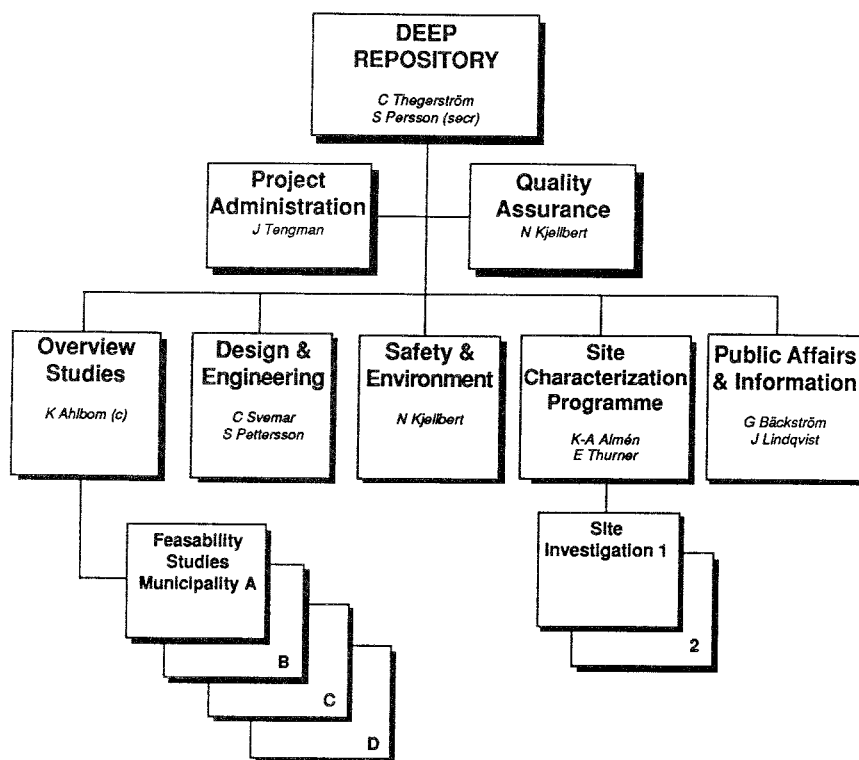 DEEP
REPOSITORY
C Thegerström
S Persson (secr)
Project
Administration
J Tengman
Quality
Assurance
N Kjellbert
Overview
Studies
K Ahlbom (c)
Design &
Engineering
C Svemar
S Pettersson
Safety &
Environment
N Kjellbert
Site
Characterization
Programme
K-A Almén
E Thurner
Public Affairs
& Information
G Bäckström
J Lindqvist
Feasability
Studies
Municipality A
B
C
D
Site
Investigation 1
2